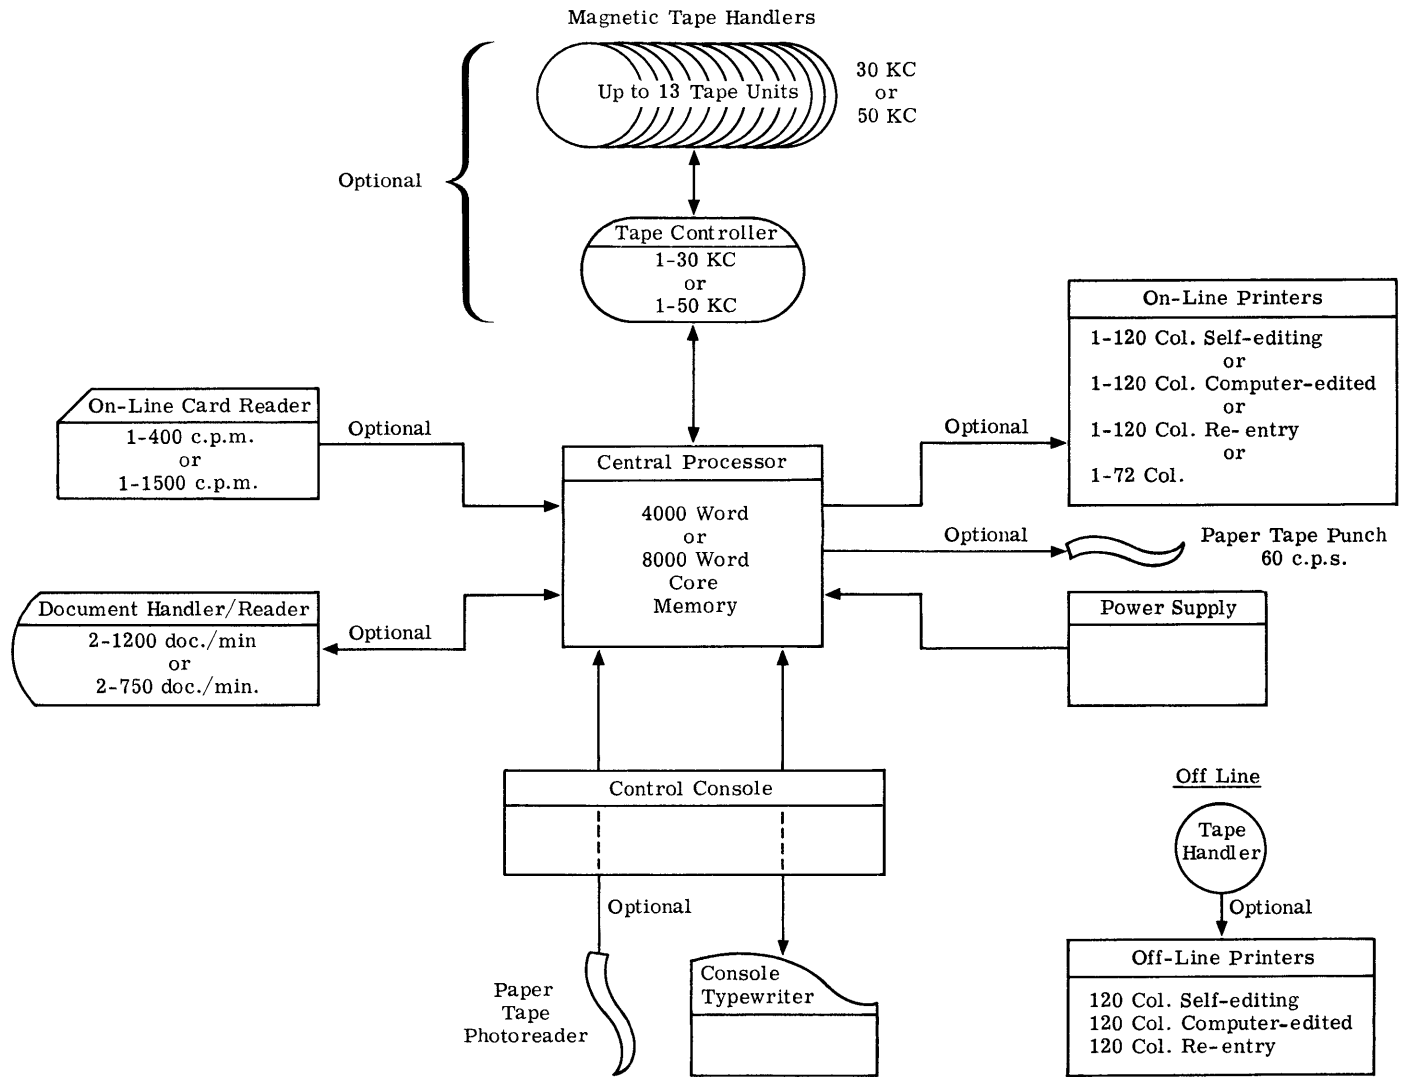 Magnetic Tape Handlers
Up to 13 Tape Units
30 KC
or
50 KC
Optional
Tape Controller
1-30 KC
or
1-50 KC
On-Line Printers
1-120 Col. Self-editing
or
1-120 Col. Computer-edited
or
1-120 Col. Re-entry
or
1-72 Col.
On-Line Card Reader
1-400 c.p.m.
or
1-1500 c.p.m.
Optional
Central Processor
4000 Word
or
8000 Word
Core
Memory
Optional
Optional
Paper Tape Punch
60 c.p.s.
Document Handler/Reader
2-1200 doc./min
or
2-750 doc./min.
Optional
Power Supply
Control Console
Optional
Paper
Tape
Photoreader
Console
Typewriter
Off Line
Tape
Handler
Optional
Off-Line Printers
120 Col. Self-editing
120 Col. Computer-edited
120 Col. Re-entry